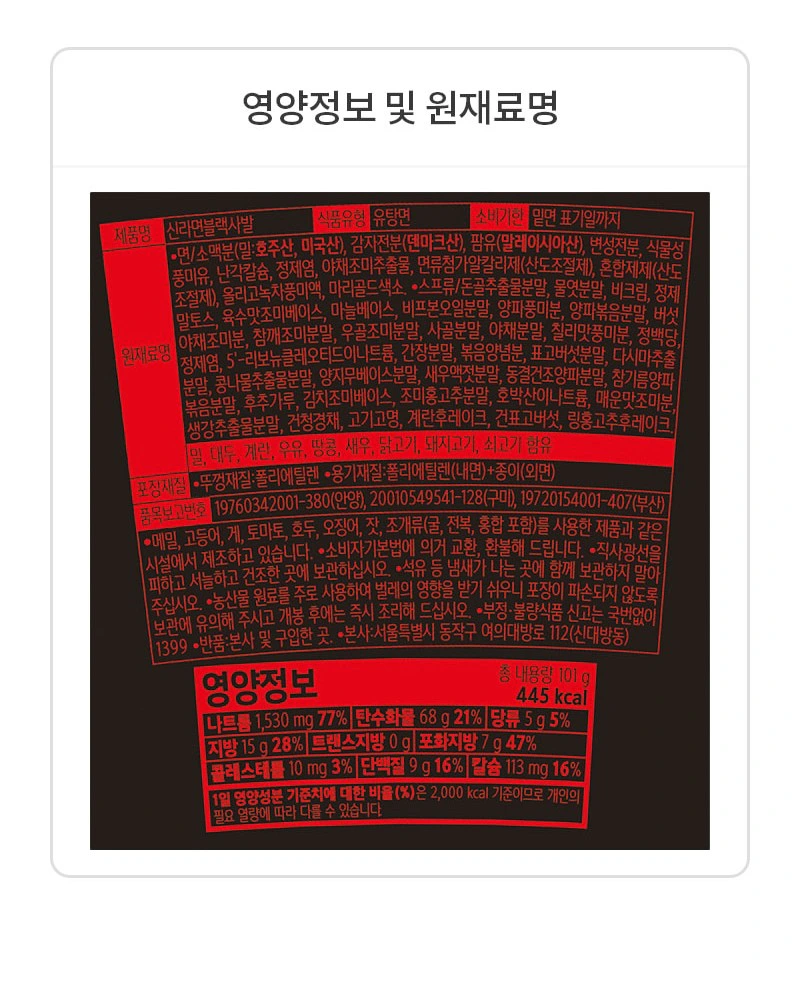 영양정보 및 원재료명
제품명 신라면블랙사발 식품유형 유탕면 소비기한 밑면 표기일까지
원재료명
•면/소맥분(밀:호주산, 미국산), 감자전분(덴마크산), 팜유(말레이시아산), 변성전분, 식물성
풍미유, 난각칼슘, 정제염, 야채조미추출물, 면류첨가알칼리제(산도조절제), 혼합제제(산도
조절제), 올리고녹차풍미액, 마리골드색소. •스프류/돈골추출물분말, 물엿분말, 비크림, 정제
말토스, 육수맛조미베이스, 마늘베이스, 비프본오일분말, 양파풍미분, 양파볶음분말, 버섯
야채조미분, 참깨조미분말, 우골조미분말, 사골분말, 야채분말, 칠리맛풍미분, 정백당,
정제염, 5'-리보뉴클레오티드이나트륨, 간장분말, 볶음양념분, 표고버섯분말, 다시마추출
분말, 콩나물추출물분말, 양지무베이스분말, 새우액젓분말, 동결건조양파분말, 참기름양파
볶음분말, 후추가루, 김치조미베이스, 조미홍고추분말, 호박산이나트륨, 매운맛조미분,
생강추출물분말, 건청경채, 고기고명, 계란후레이크, 건표고버섯, 링홍고추후레이크
밀, 대두, 계란, 우유, 땅콩, 새우, 닭고기, 돼지고기, 쇠고기 함유
포장재질 •뚜껑재질:폴리에틸렌 •용기재질:폴리에틸렌(내면)+종이(외면)
품목보고번호 19760342001-380(안양), 20010549541-128(구미), 19720154001-407(부산)
•메밀, 고등어, 게, 토마토, 호두, 오징어, 잣, 조개류(굴, 전복, 홍합 포함)를 사용한 제품과 같은
시설에서 제조하고 있습니다. •소비자기본법에 의거 교환, 환불해 드립니다. •직사광선을
피하고 서늘하고 건조한 곳에 보관하십시오. •석유 등 냄새가 나는 곳에 함께 보관하지 말아
주십시오. •농산물 원료를 주로 사용하여 벌레의 영향을 받기 쉬우니 포장이 파손되지 않도록
보관에 유의해 주시고 개봉 후에는 즉시 조리해 드십시오. •부정·불량식품 신고는 국번없이
1399 •반품:본사 및 구입한 곳. •본사:서울특별시 동작구 여의대방로 112(신대방동)
영양정보 총 내용량 101 g
445 kcal
나트륨 1,530 mg 77% 탄수화물 68 g 21% 당류 5 g 5%
지방 15 g 28% 트랜스지방 0 g 포화지방 7 g 47%
콜레스테롤 10 mg 3% 단백질 9 g 16% 칼슘 113 mg 16%
1일 영양성분 기준치에 대한 비율(%)은 2,000 kcal 기준이므로 개인의
필요 열량에 따라 다를 수 있습니다.